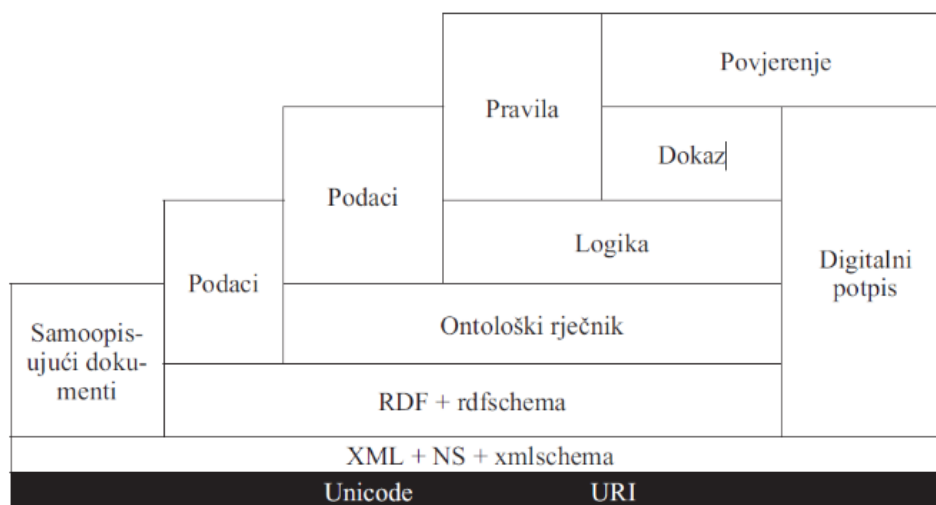 Povjerenje
Pravila
Dokaz
Podaci
Logika
Podaci
Digitalni
potpis
Ontološki rječnik
Samoopis-
ujući doku-
menti
RDF + rdfschema
XML + NS + xmlschema
Unicode URI